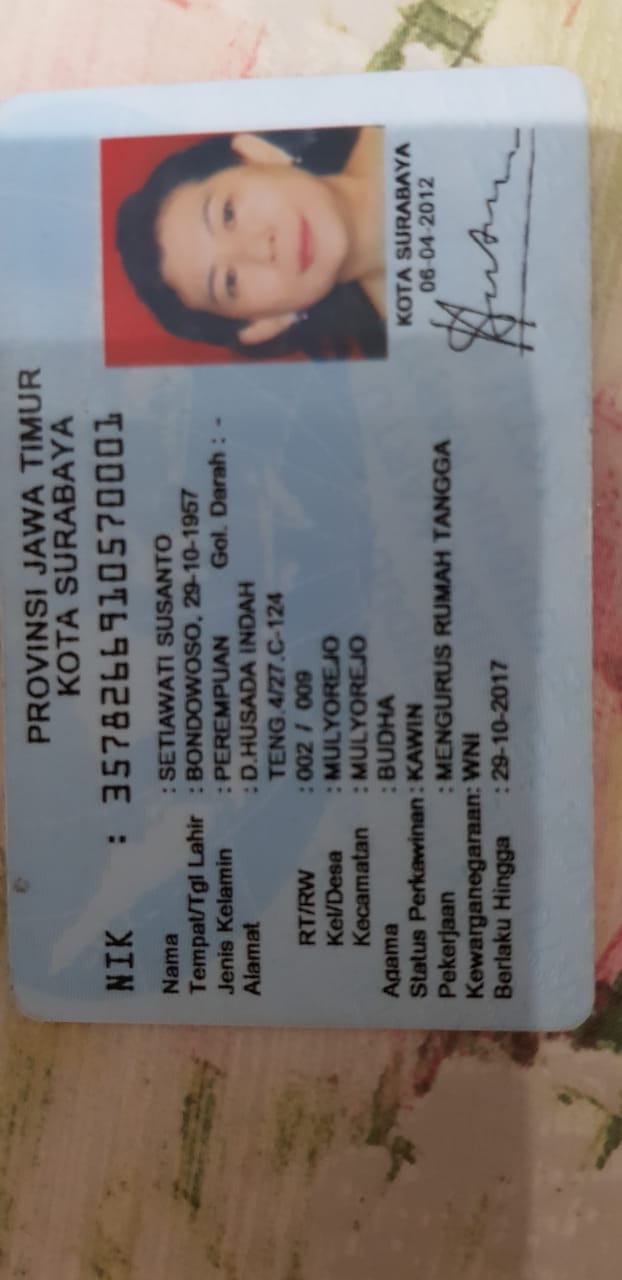 PROVINSI JAWA TIMUR
KOTA SURABAYA
NIK : 3578266910570001
Nama : SETIAWATI SUSANTO
Tempat/Tgl Lahir : BONDOWOSO, 29-10-1957
Jenis Kelamin : PEREMPUAN Gol. Darah : -
Alamat : D.HUSADA INDAH
TENG.4/27.C-124
RT/RW : 002 / 009
Kel/Desa : MULYOREJO
Kecamatan : MULYOREJO
Agama : BUDHA
Status Perkawinan : KAWIN
Pekerjaan : MENGURUS RUMAH TANGGA
Kewarganegaraan: WNI
Berlaku Hingga : 29-10-2017
KOTA SURABAYA
06-04-2012